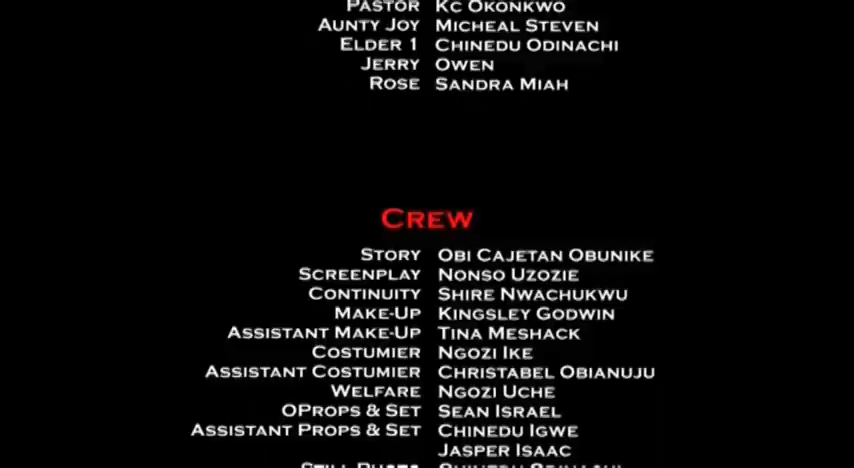 Pastor Kc Okonkwo
Aunty Joy Micheal Steven
Elder 1 Chinedu Odinachi
Jerry Owen
Rose Sandra Miah
Crew
Story Obi Cajetan Obunike
Screenplay Nonso Uzozie
Continuity Shire Nwachukwu
Make-Up Kingsley Godwin
Assistant Make-Up Tina Meshack
Costumier Ngozi Ike
Assistant Costumier Christabel Obianuju
Welfare Ngozi Uche
OProps & Set Sean Israel
Assistant Props & Set Chinedu Igwe
Jasper Isaac